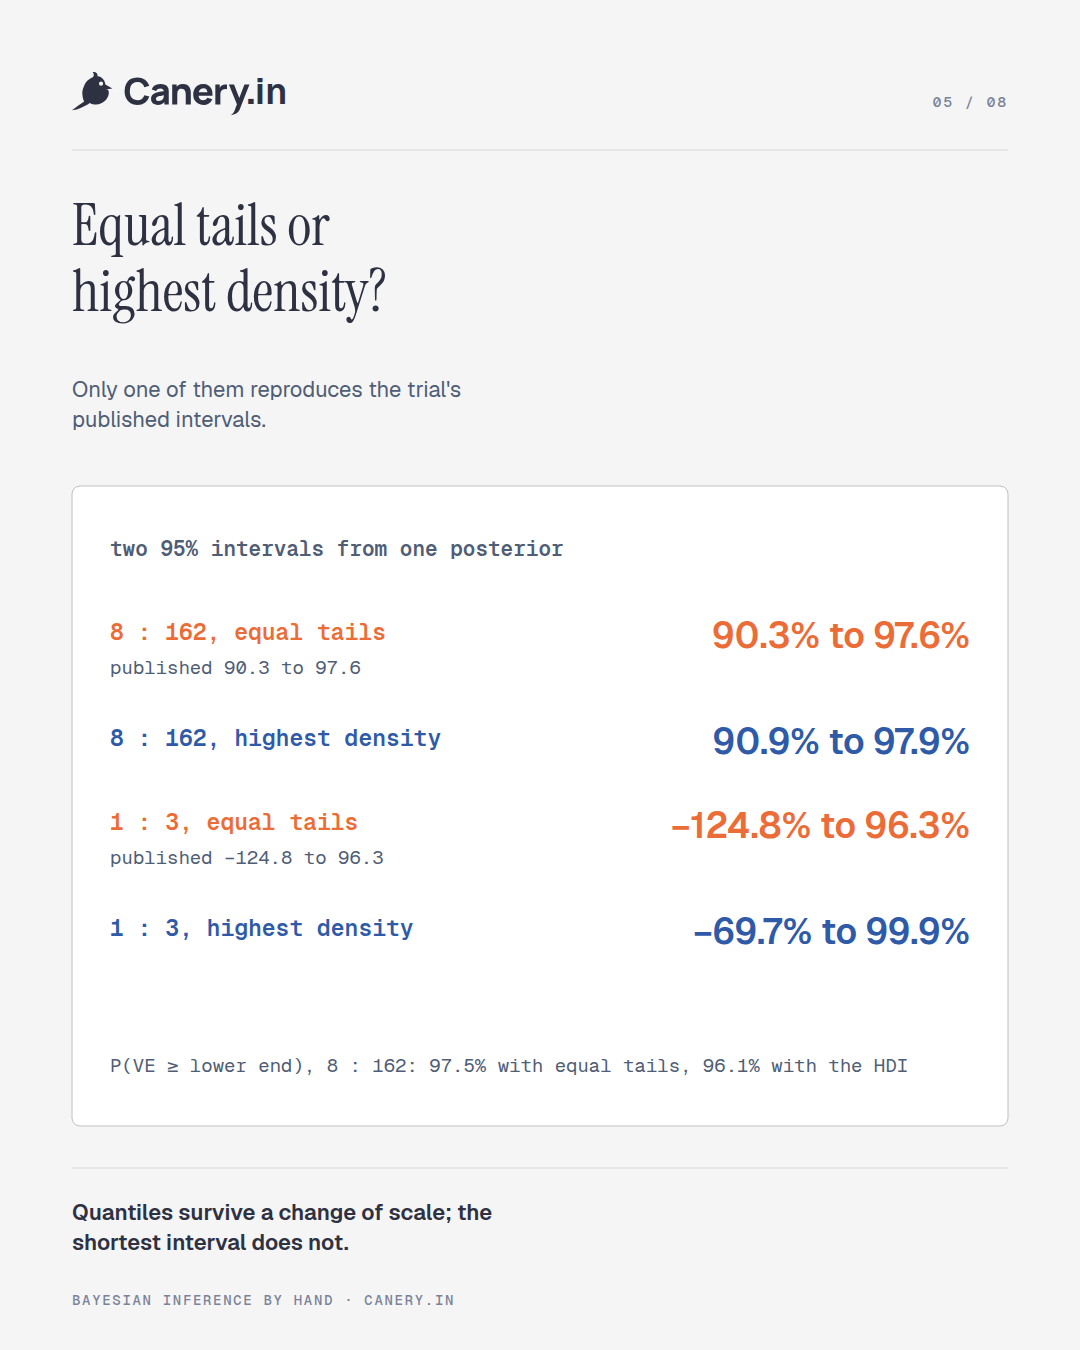 Canery.in
05 / 08
Equal tails or
highest density?
Only one of them reproduces the trial's
published intervals.
two 95% intervals from one posterior
8 : 162, equal tails
90.3% to 97.6%
published 90.3 to 97.6
8 : 162, highest density
90.9% to 97.9%
1 : 3, equal tails
−124.8% to 96.3%
published −124.8 to 96.3
1 : 3, highest density
−69.7% to 99.9%
P(VE ≥ lower end), 8 : 162: 97.5% with equal tails, 96.1% with the HDI
Quantiles survive a change of scale; the
shortest interval does not.
BAYESIAN INFERENCE BY HAND · CANERY.IN